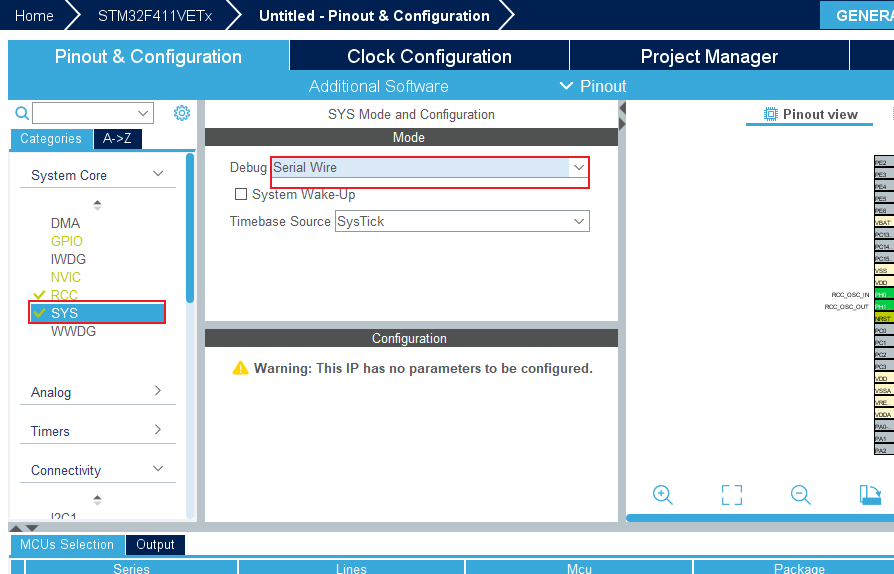 Home STM32F411VETx Untitled - Pinout & Configuration GENERA
Pinout & Configuration Clock Configuration Project Manager
Additional Software Pinout
SYS Mode and Configuration
Pinout view
Categories A->Z
Mode
System Core
Debug Serial Wire
System Wake-Up
Timebase Source SysTick
DMA
GPIO
IWDG
NVIC
RCC
SYS
WWDG
Configuration
Warning: This IP has no parameters to be configured.
Analog
Timers
Connectivity
I2C1
PE2
PE3
PE4
PE5
PE6
VBAT
PC13..
PC14..
PC15..
VSS
VDD
RCC_OSC_IN PH0..
RCC_OSC_OUT PH1..
NRST
PC0
PC1
PC2
PC3
VDD
VSSA
VRE..
VDDA
PA0-..
PA1
PA2
MCUs Selection Output
Series Lines Mcu Package